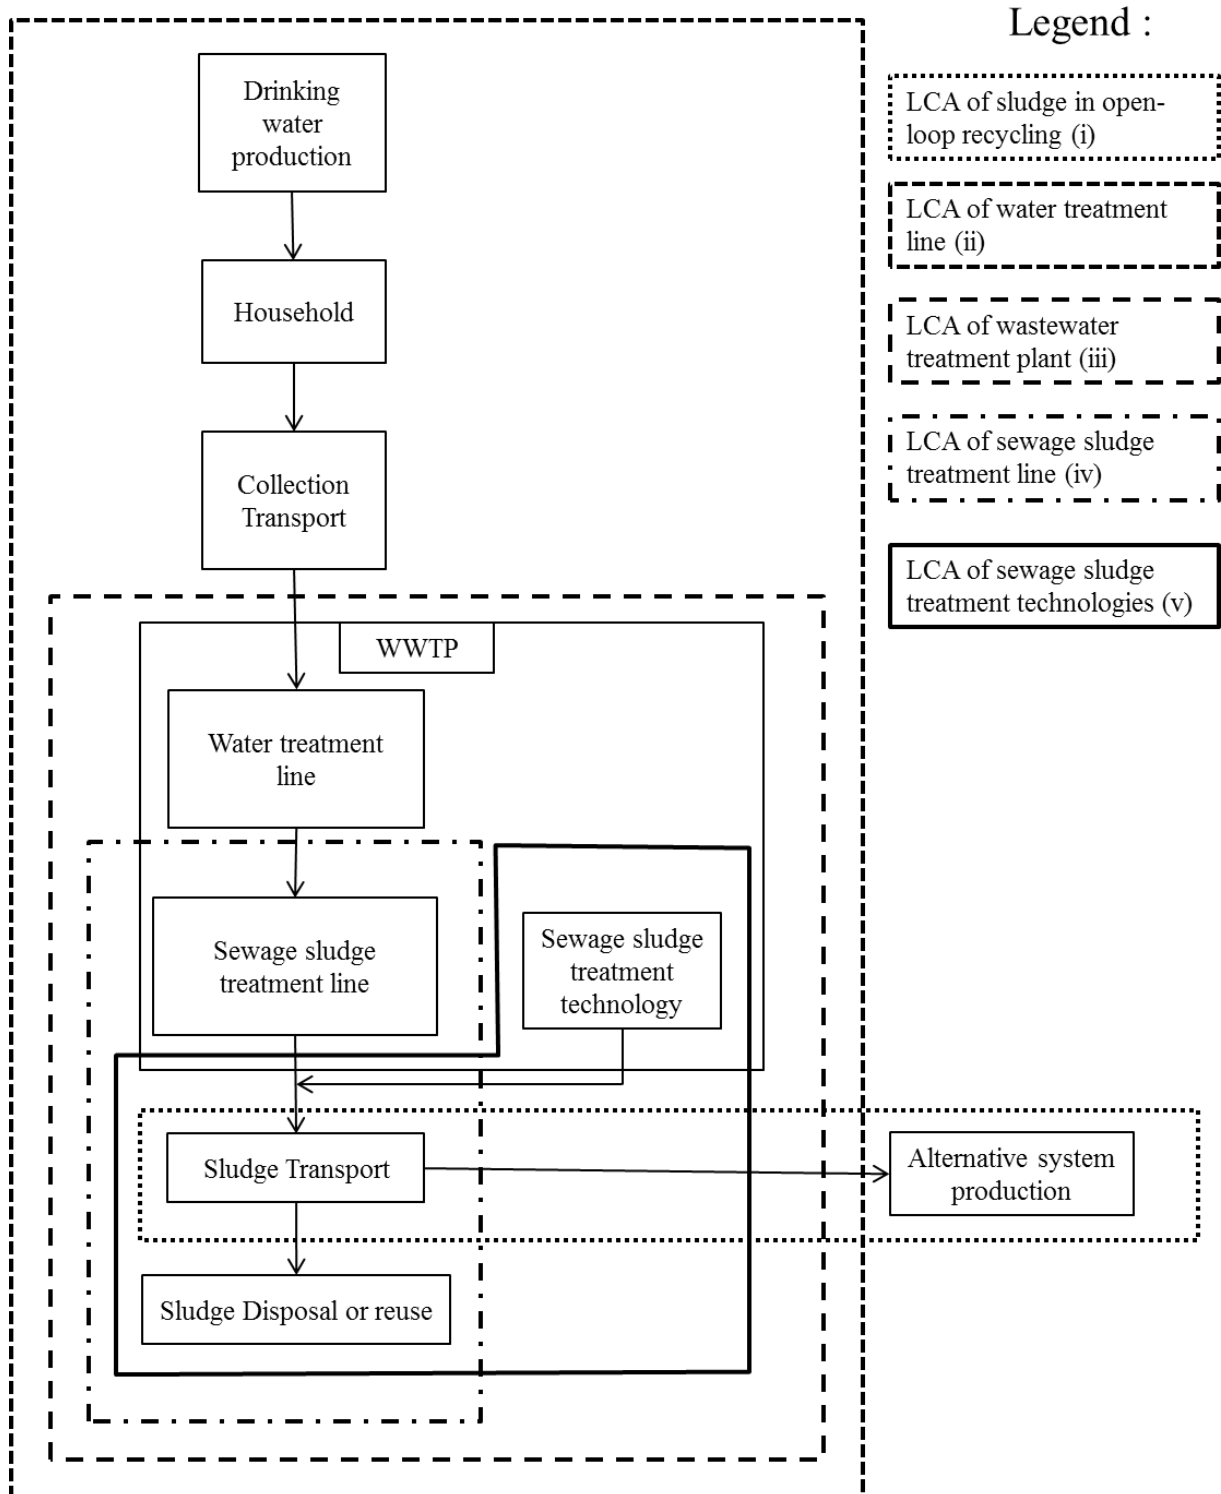 Legend :
LCA of sludge in open-
loop recycling (i)
LCA of water treatment
line (ii)
LCA of wastewater
treatment plant (iii)
LCA of sewage sludge
treatment line (iv)
LCA of sewage sludge
treatment technologies (v)
Drinking
water
production
Household
Collection
Transport
WWTP
Water treatment
line
Sewage sludge
treatment line
Sewage sludge
treatment
technology
Sludge Transport
Alternative system
production
Sludge Disposal or reuse